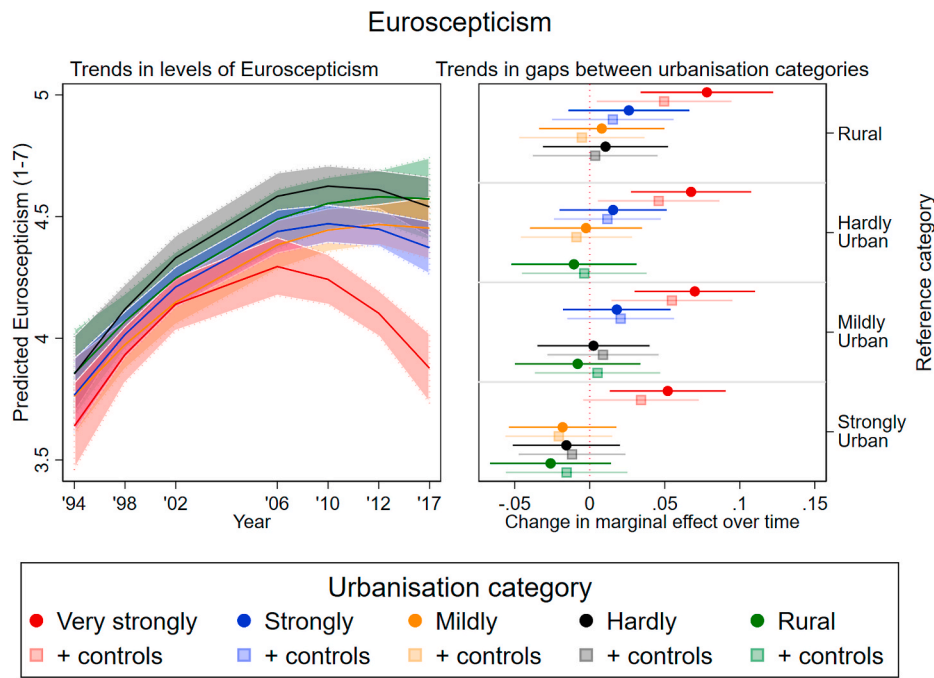 Euroscepticism
Trends in levels of Euroscepticism
Trends in gaps between urbanisation categories
Predicted Euroscepticism (1-7)
5
4.5
4
3.5
'94
'98
'02
'06
'10
'12
'17
Year
Rural
Hardly
Urban
Mildly
Urban
Strongly
Urban
Reference category
-.05
0
.05
.1
.15
Change in marginal effect over time
Urbanisation category
Very strongly
Strongly
Mildly
Hardly
Rural
+ controls
+ controls
+ controls
+ controls
+ controls